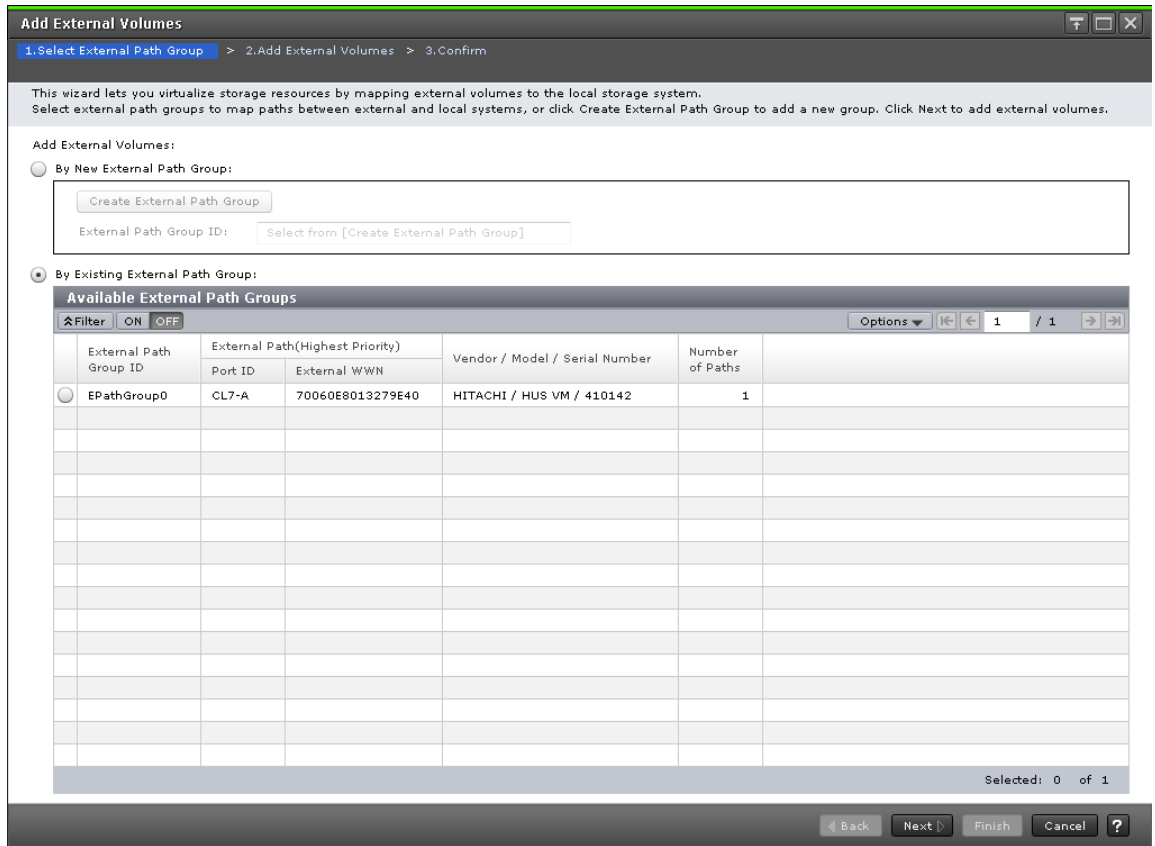 Add External Volumes
1.Select External Path Group > 2.Add External Volumes > 3.Confirm
This wizard lets you virtualize storage resources by mapping external volumes to the local storage system.
Select external path groups to map paths between external and local systems, or click Create External Path Group to add a new group. Click Next to add external volumes.
Add External Volumes:
By New External Path Group:
Create External Path Group
External Path Group ID: Select from [Create External Path Group]
By Existing External Path Group:
Available External Path Groups
Filter ON OFF Options 1 / 1
External Path Group ID External Path(Highest Priority) Vendor / Model / Serial Number Number of Paths
Port ID External WWN
EPathGroup0 CL7-A 70060E8013279E40 HITACHI / HUS VM / 410142 1
Selected: 0 of 1
Back Next Finish Cancel ?